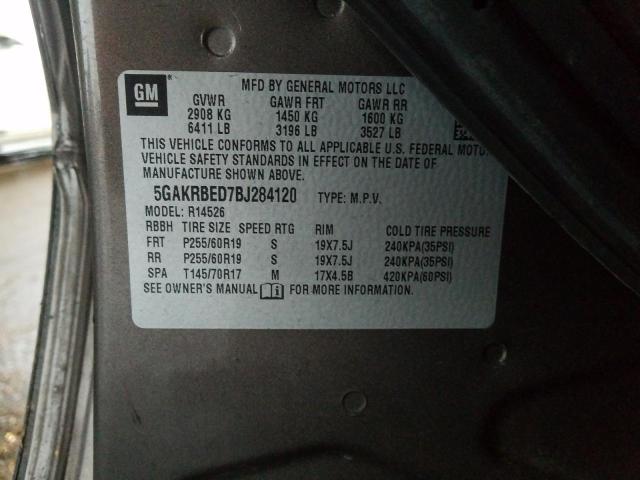 GM
MFD BY GENERAL MOTORS LLC
GVWR GAWR FRT GAWR RR
2908 KG 1450 KG 1600 KG
6411 LB 3196 LB 3527 LB
THIS VEHICLE CONFORMS TO ALL APPLICABLE U.S. FEDERAL
VEHICLE SAFETY STANDARDS IN EFFECT ON THE DATE OF
MANUFACTURE SHOWN ABOVE.
5GAKRBED7BJ284120 TYPE: M.P.V.
MODEL: R14526
RBBH TIRE SIZE SPEED RTG RIM COLD TIRE PRESSURE
FRT P255/60R19 S 19X7.5J 240KPA(35PSI)
RR P255/60R19 S 19X7.5J 240KPA(35PSI)
SPA T145/70R17 M 17X4.5B 420KPA(60PSI)
SEE OWNER'S MANUAL FOR MORE INFORMATION.